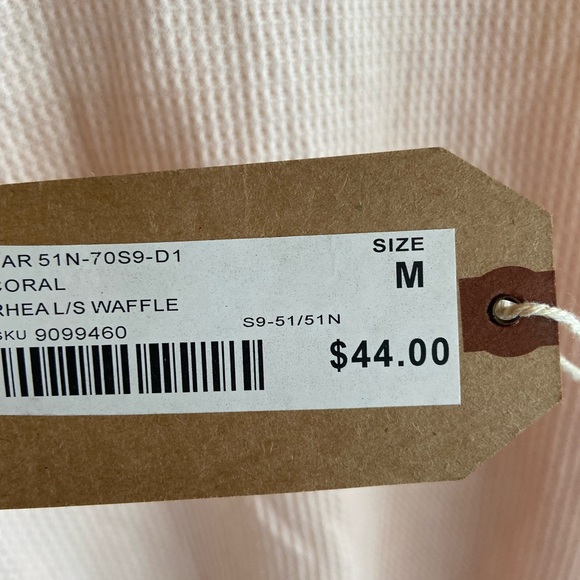 AR 51N-70S9-D1
CORAL
RHEA L/S WAFFLE
SKU 9099460
S9-51/51N
SIZE
M
$44.00